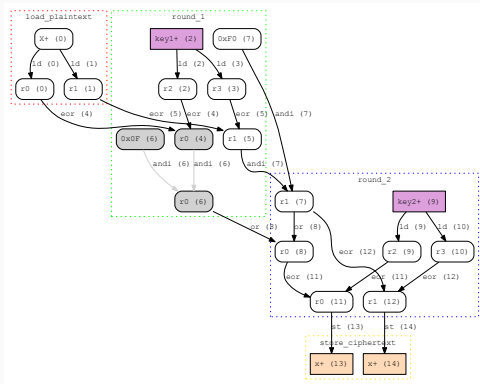 load_plaintext
round_1
X+ (0)
key1+ (2)
0xF0 (7)
ld (0)
ld (1)
ld (2)
ld (3)
r0 (0)
r1 (1)
r2 (2)
r3 (3)
eor (4)
eor (5)
eor (4)
eor (5)
andi (7)
0x0F (6)
r0 (4)
r1 (5)
andi (6)
andi (6)
andi (7)
round_2
r0 (6)
r1 (7)
key2+ (9)
or (8)
or (8)
ld (9)
ld (10)
r0 (8)
eor (12)
r2 (9)
r3 (10)
eor (11)
eor (11)
eor (12)
r0 (11)
r1 (12)
st (13)
st (14)
store_ciphertext
x+ (13)
x+ (14)